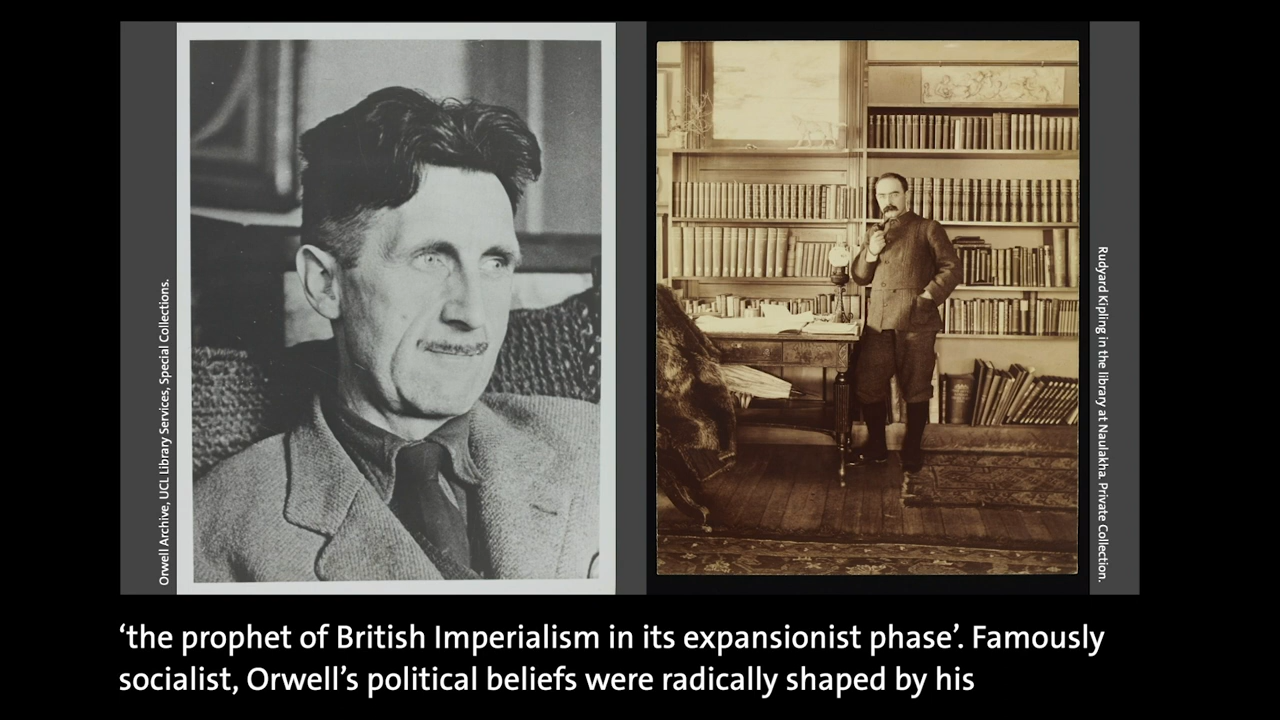 Orwell Archive, UCL Library Services, Special Collections.
Rudyard Kipling in the library at Naulakha. Private Collection.
‘the prophet of British Imperialism in its expansionist phase’. Famously
socialist, Orwell’s political beliefs were radically shaped by his